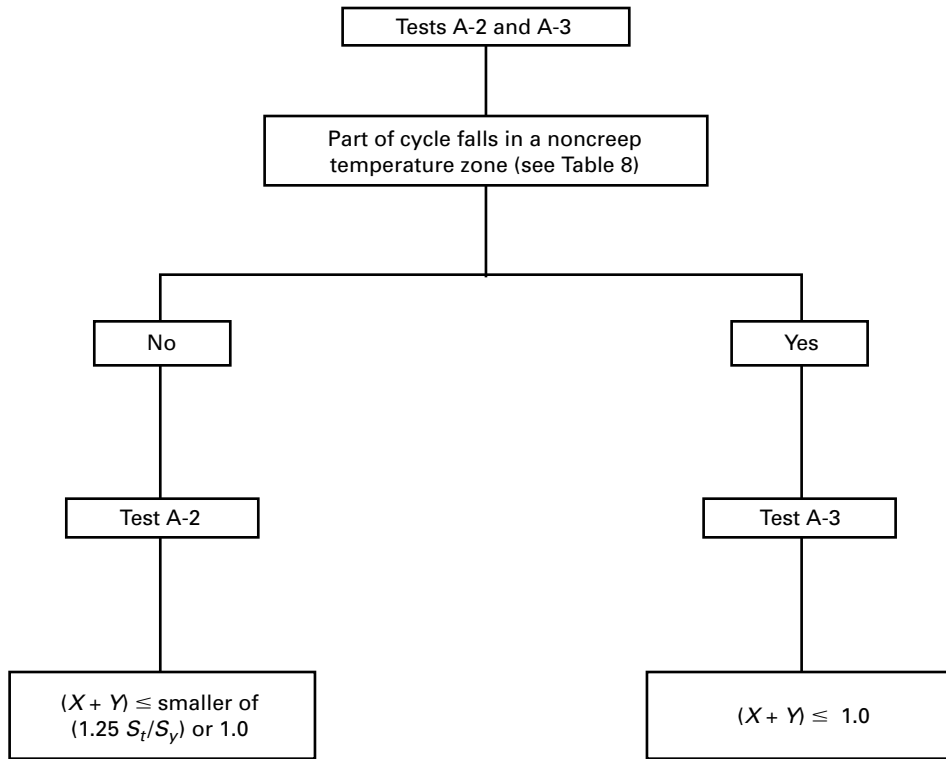 Tests A-2 and A-3
Part of cycle falls in a noncreep
temperature zone (see Table 8)
No
Yes
Test A-2
Test A-3
(X + Y) ≤ smaller of
(1.25 Sₜ/Sᵧ) or 1.0
(X + Y) ≤ 1.0